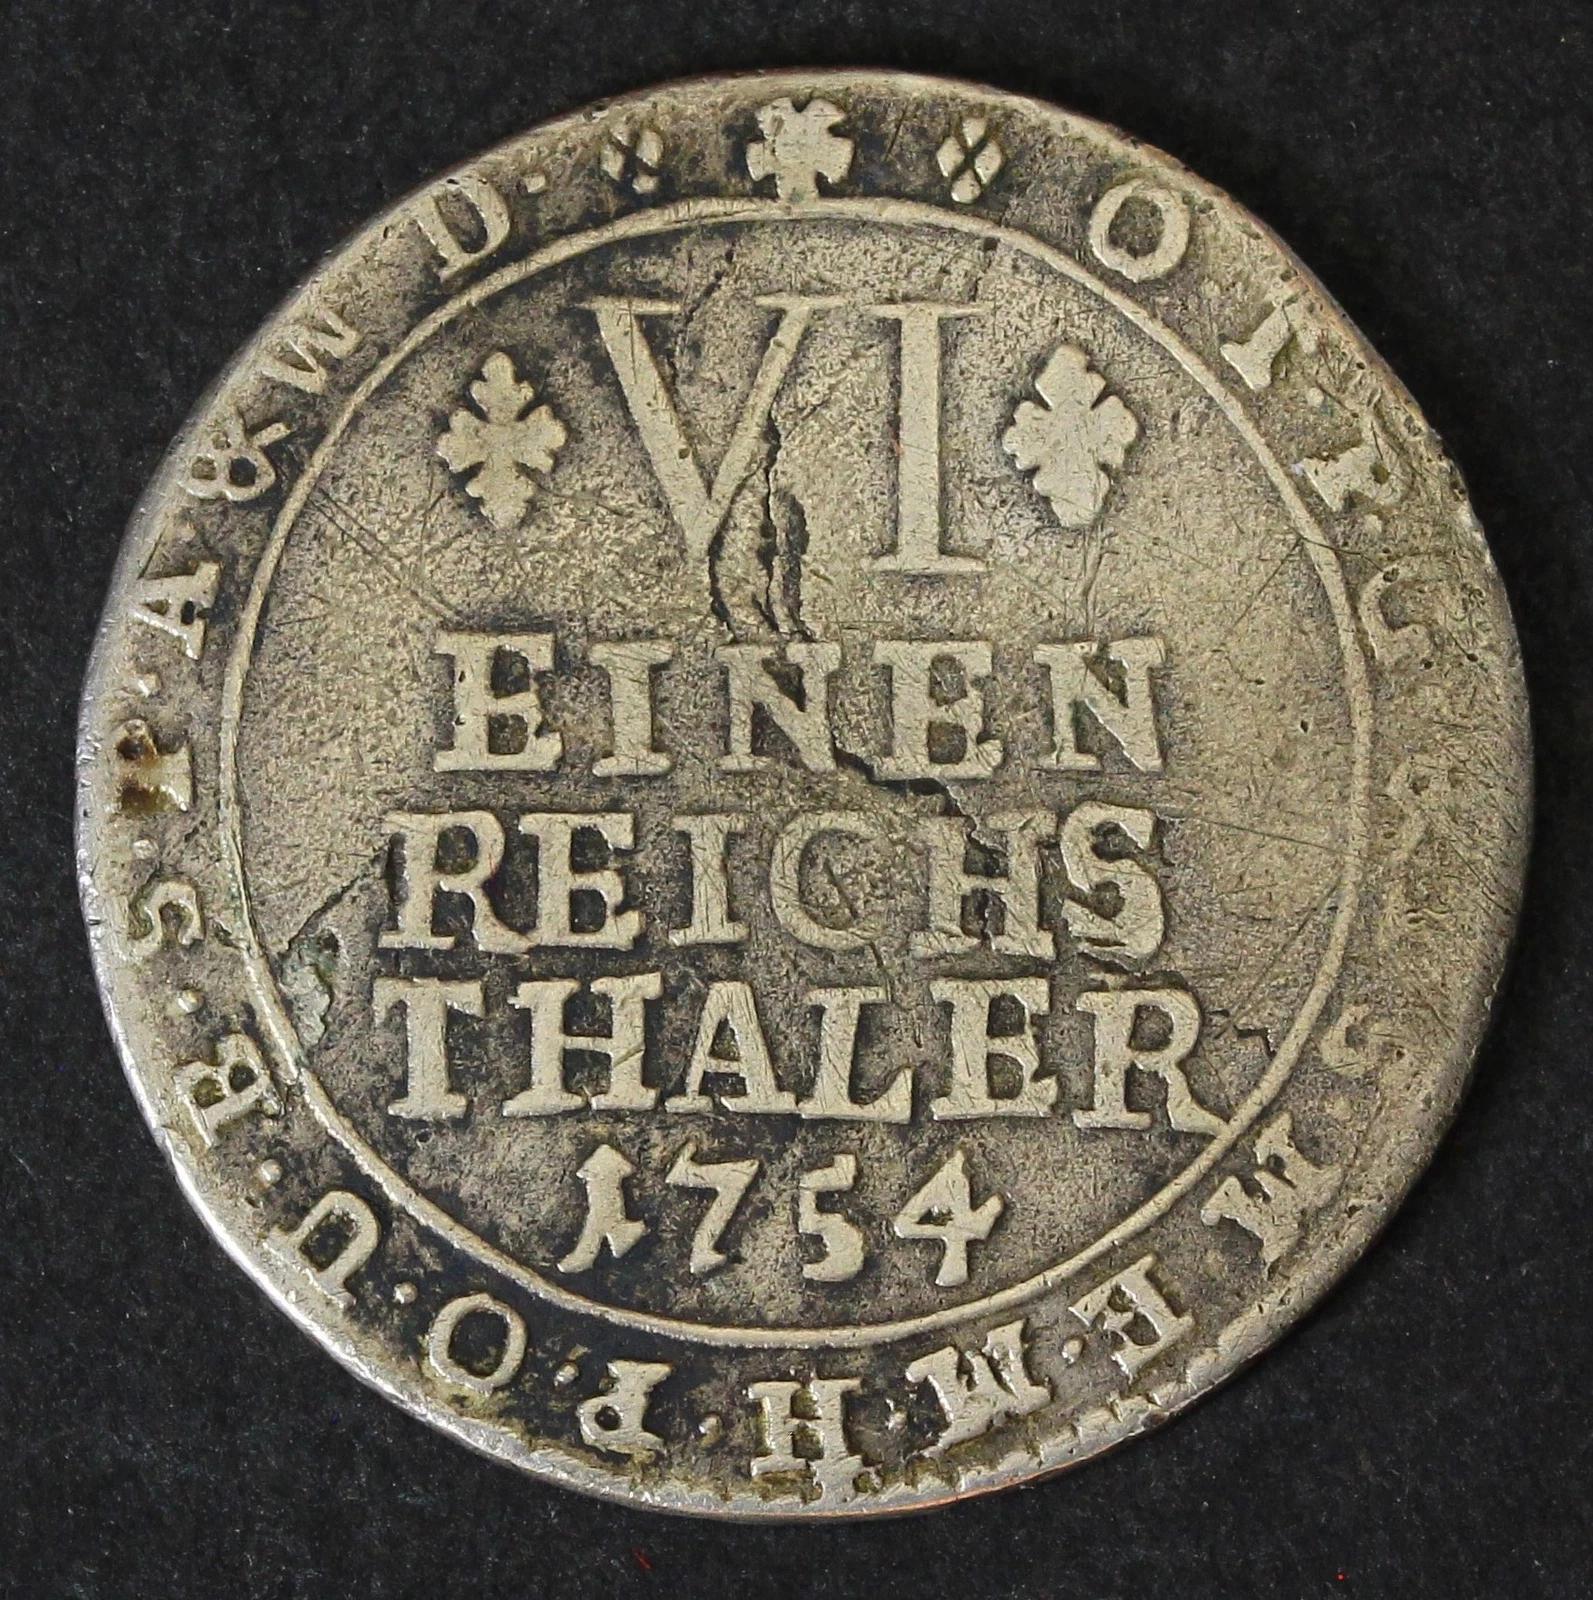 VI
EINEN
REICHS
THALER
1754
O T·P·G M E·M·H·P·O·U·B·S·P·A & W D·